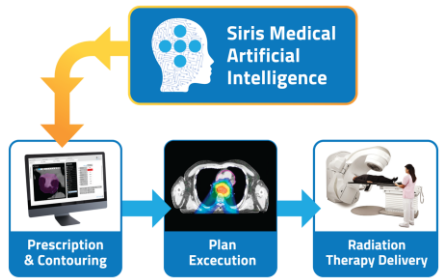 Siris Medical
Artificial
Intelligence
Prescription
& Contouring
Plan
Excecution
Radiation
Therapy Delivery